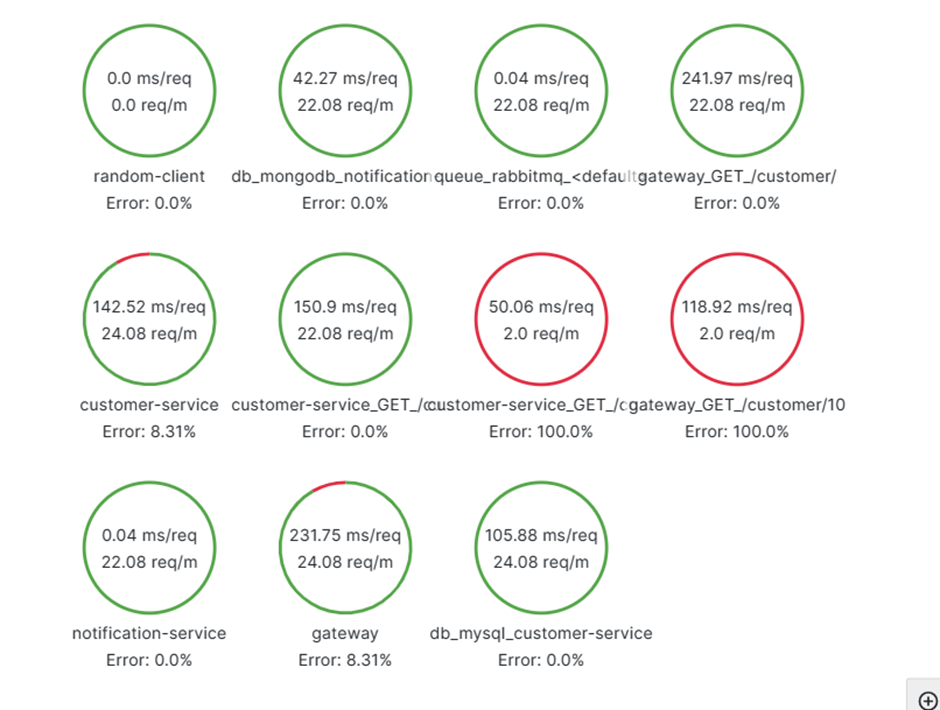 0.0 ms/req
0.0 req/m
random-client
Error: 0.0%
42.27 ms/req
22.08 req/m
db_mongodb_notification
Error: 0.0%
0.04 ms/req
22.08 req/m
queue_rabbitmq_<default
Error: 0.0%
241.97 ms/req
22.08 req/m
gateway_GET_/customer/
Error: 0.0%
142.52 ms/req
24.08 req/m
customer-service
Error: 8.31%
150.9 ms/req
22.08 req/m
customer-service_GET_/
Error: 0.0%
50.06 ms/req
2.0 req/m
customer-service_GET_/c
Error: 100.0%
118.92 ms/req
2.0 req/m
gateway_GET_/customer/10
Error: 100.0%
0.04 ms/req
22.08 req/m
notification-service
Error: 0.0%
231.75 ms/req
24.08 req/m
gateway
Error: 8.31%
105.88 ms/req
24.08 req/m
db_mysql_customer-service
Error: 0.0%